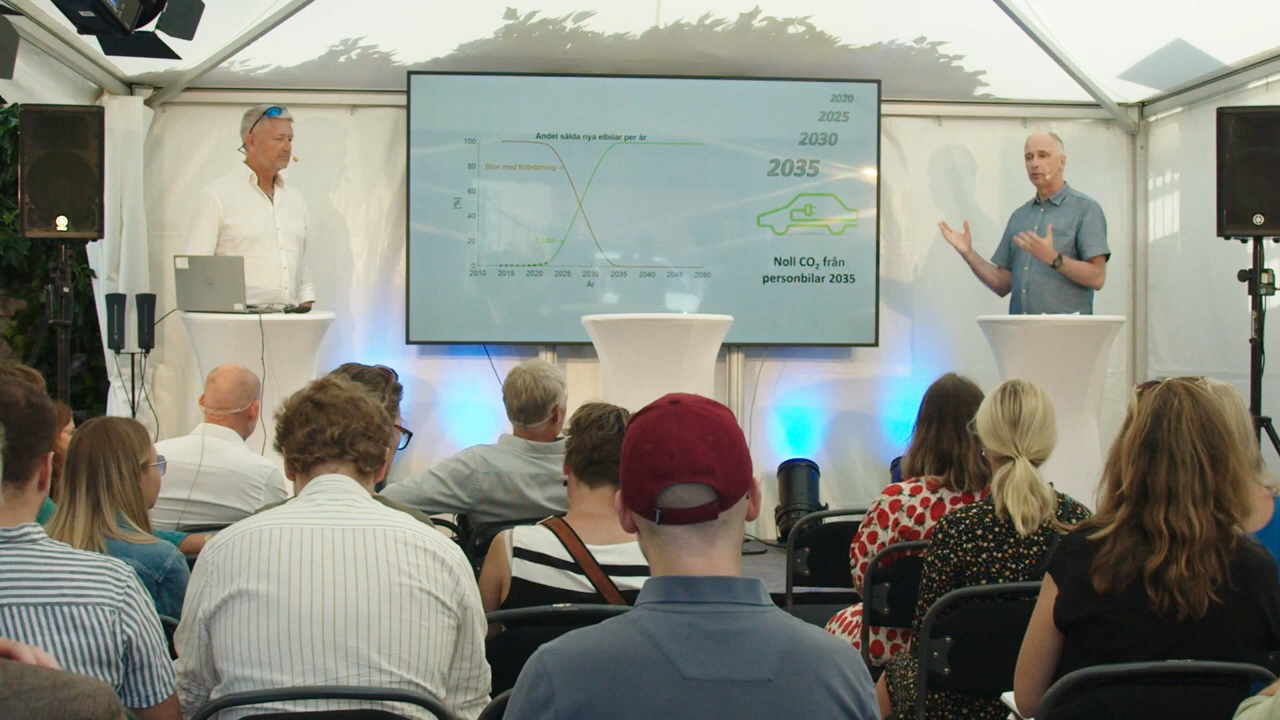 Andel sålda nya elbilar per år
100
Bilar med förbränning
80
60
[%]
40
20
0
2010 2015 2020 2025 2030 2035 2040 2045 2050
År
2020
2025
2030
2035
Noll CO₂ från
personbilar 2035